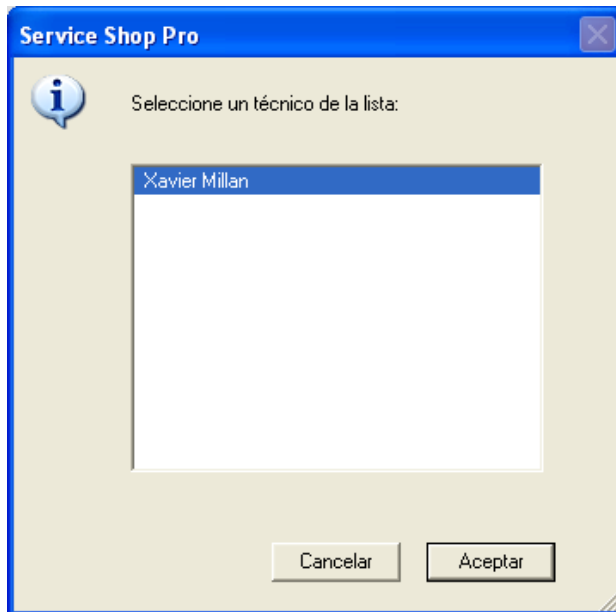 Service Shop Pro
Seleccione un técnico de la lista:
Xavier Millan
Cancelar
Aceptar